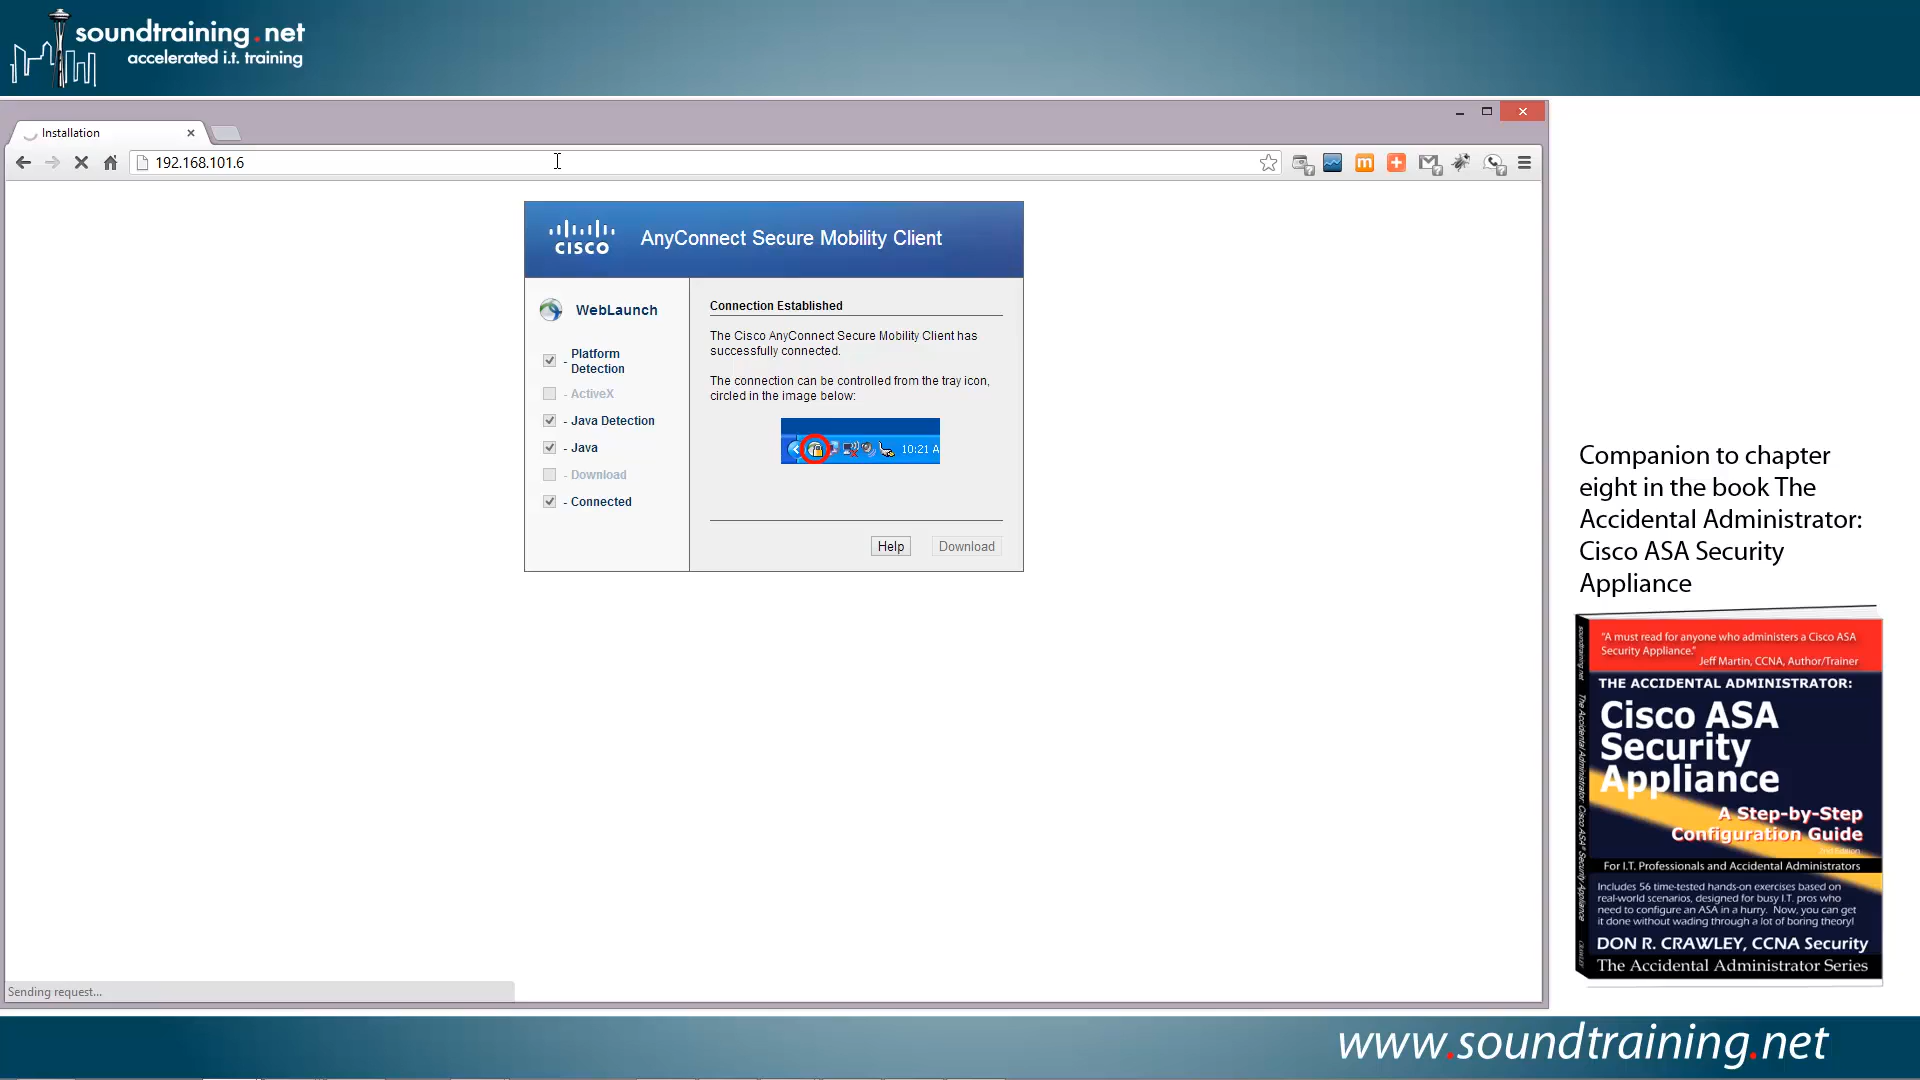 soundtraining.net
accelerated i.t. training
Installation
192.168.101.6
CISCO
AnyConnect Secure Mobility Client
WebLaunch
- Platform
Detection
- ActiveX
- Java Detection
- Java
- Download
- Connected
Connection Established
The Cisco AnyConnect Secure Mobility Client has
successfully connected.
The connection can be controlled from the tray icon,
circled in the image below:
10:21 A
Help
Download
Sending request...
Companion to chapter
eight in the book The
Accidental Administrator:
Cisco ASA Security
Appliance
"A must read for anyone who administers a Cisco ASA
Security Appliance."
Jeff Martin, CCNA, Author/Trainer
THE ACCIDENTAL ADMINISTRATOR:
Cisco ASA
Security
Appliance
A Step-by-Step
Configuration Guide
For I.T. Professionals and Accidental Administrators
Includes 56 time-tested hands-on exercises based on
real-world scenarios, designed for busy I.T. pros who
need to configure an ASA in a hurry. Now, you can get
it done without wading through a lot of boring theory!
DON R. CRAWLEY, CCNA Security
The Accidental Administrator Series
www.soundtraining.net